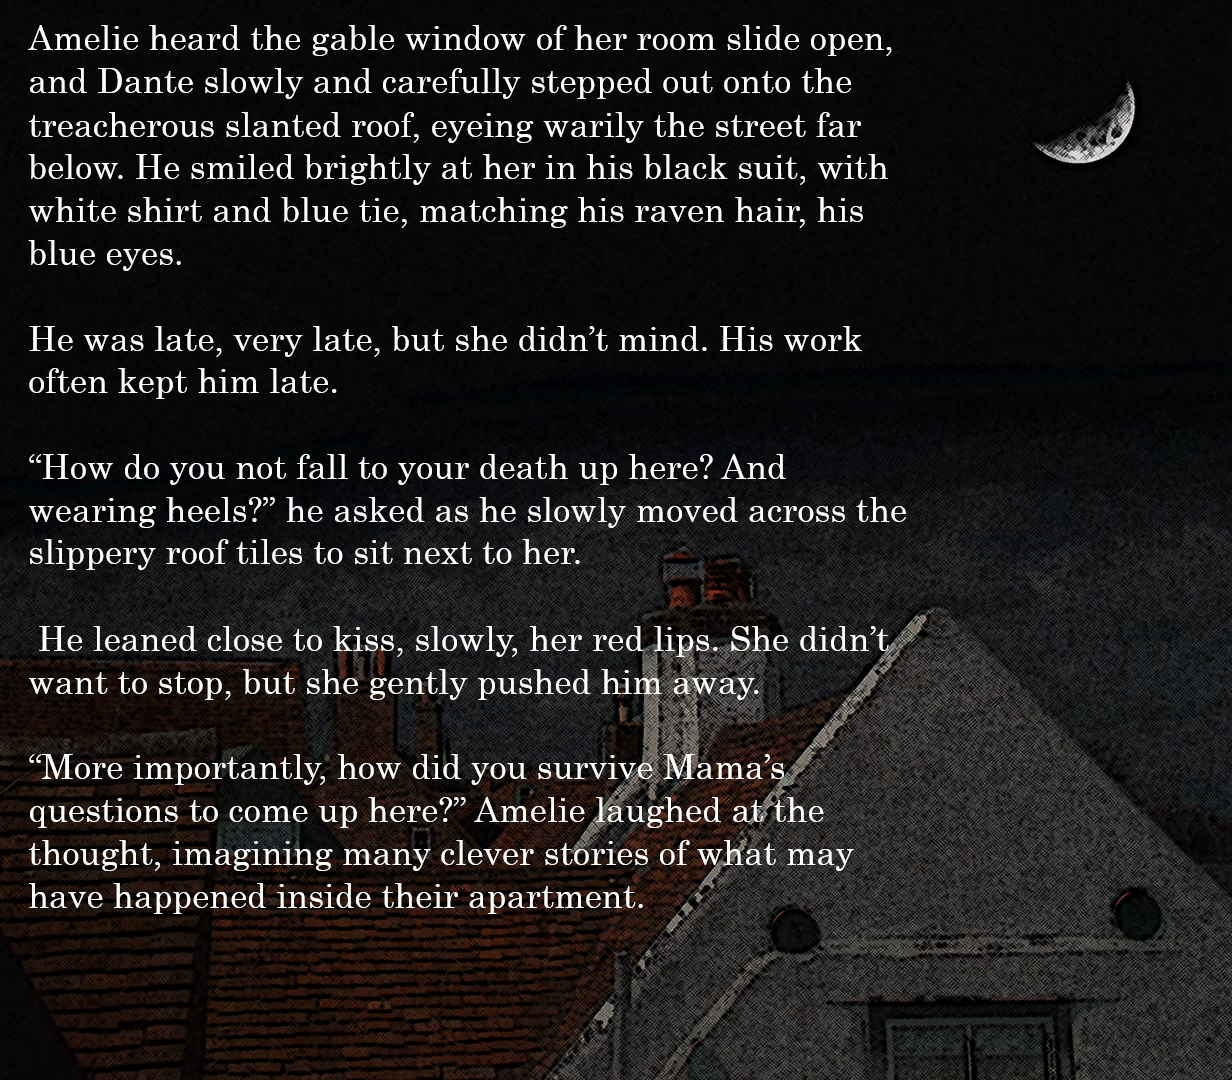 Amelie heard the gable window of her room slide open,
and Dante slowly and carefully stepped out onto the
treacherous slanted roof, eyeing warily the street far
below. He smiled brightly at her in his black suit, with
white shirt and blue tie, matching his raven hair, his
blue eyes.
He was late, very late, but she didn’t mind. His work
often kept him late.
“How do you not fall to your death up here? And
wearing heels?” he asked as he slowly moved across the
slippery roof tiles to sit next to her.
He leaned close to kiss, slowly, her red lips. She didn’t
want to stop, but she gently pushed him away.
“More importantly, how did you survive Mama’s
questions to come up here?” Amelie laughed at the
thought, imagining many clever stories of what may
have happened inside their apartment.